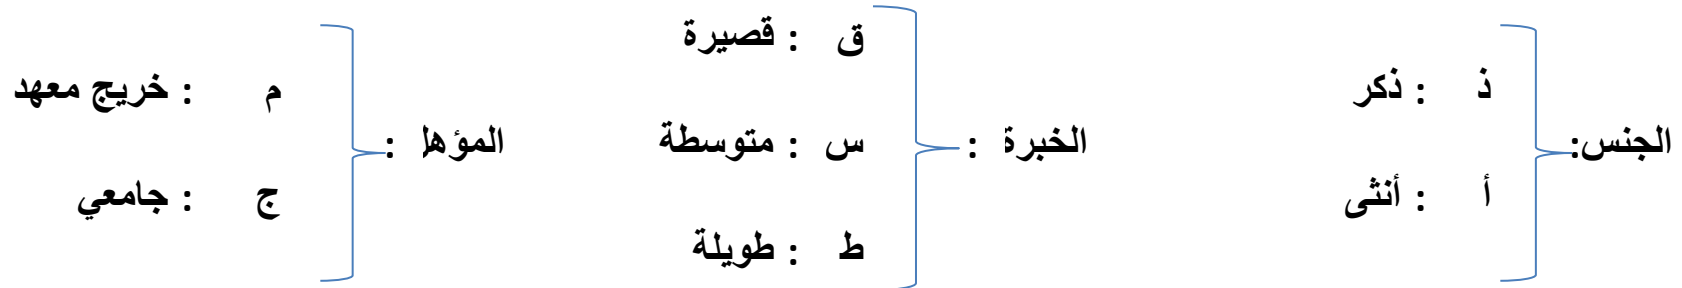 الجنس:
ذ : ذكر
أ : أنثى
الخبرة :
ق : قصيرة
س : متوسطة
ط : طويلة
المؤهل :
م : خريج معهد
ج : جامعي